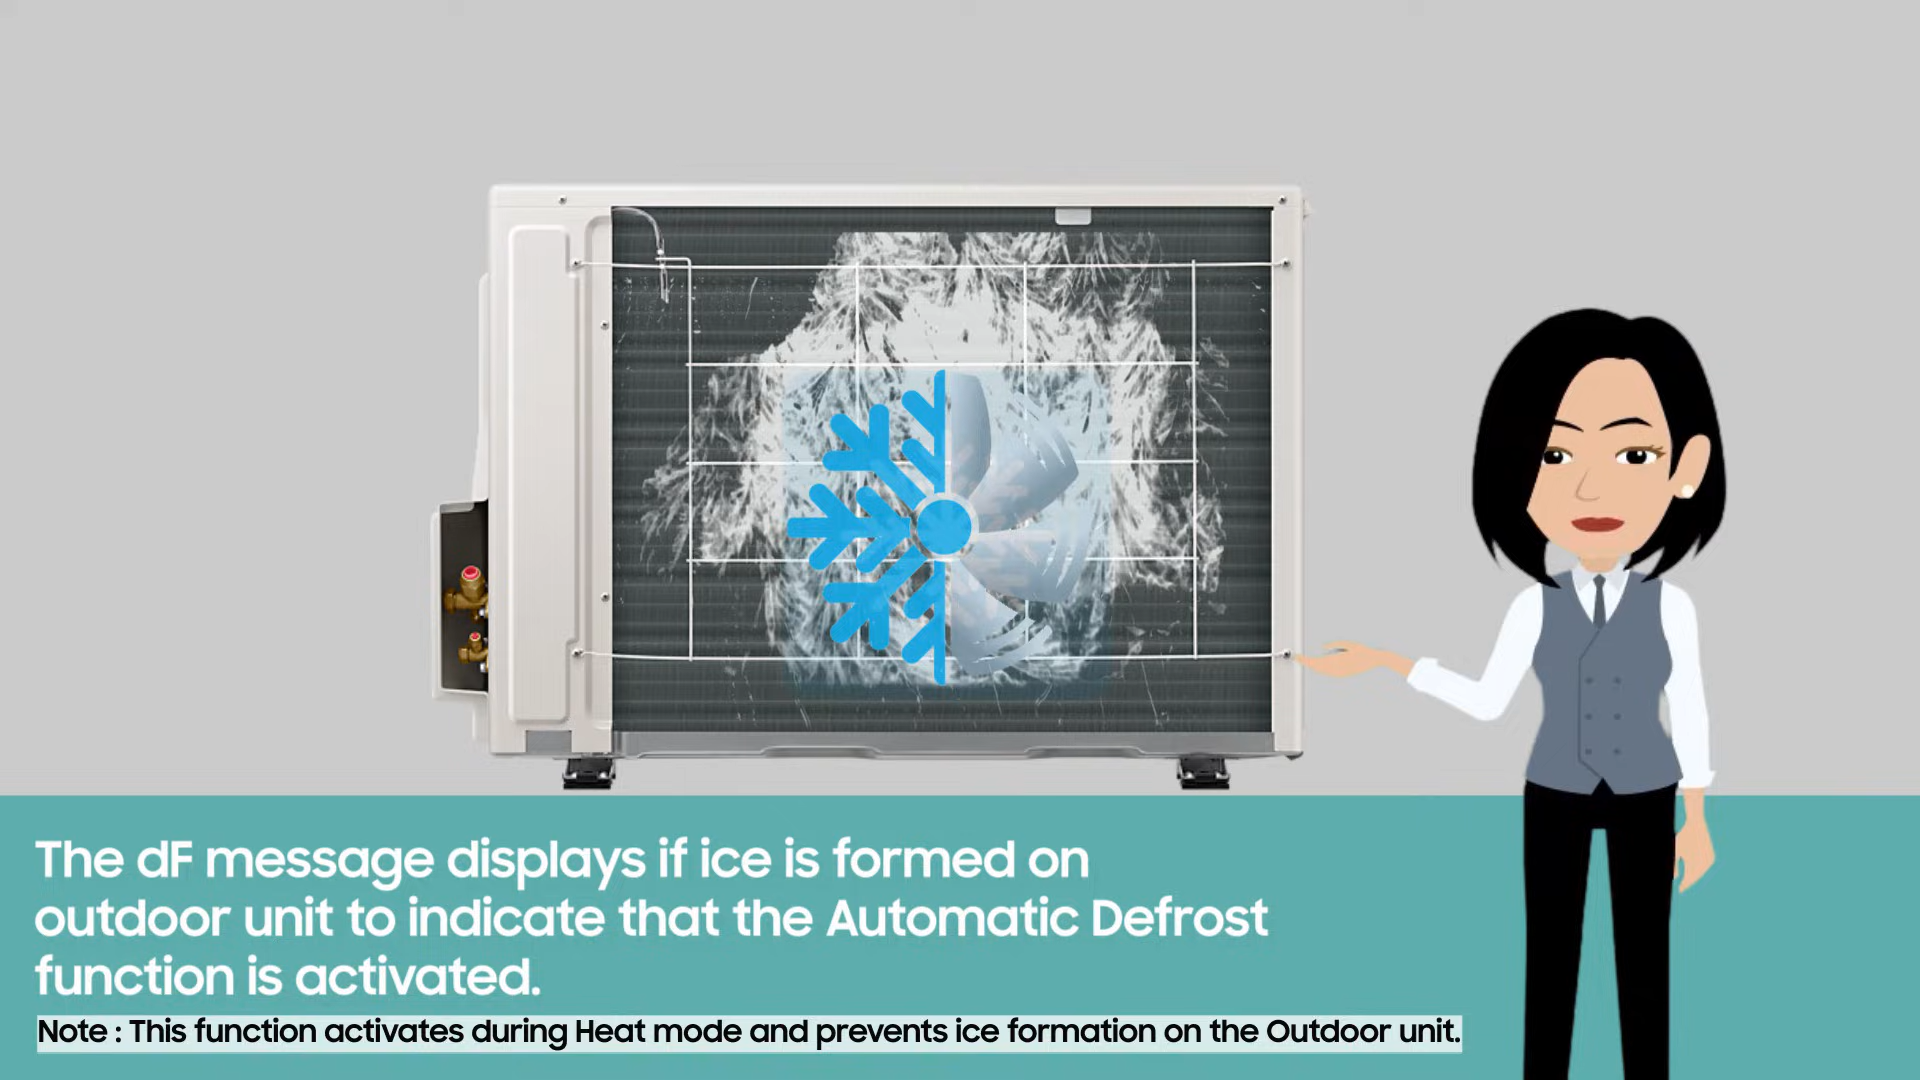 The dF message displays if ice is formed on
outdoor unit to indicate that the Automatic Defrost
function is activated.
Note : This function activates during Heat mode and prevents ice formation on the Outdoor unit.